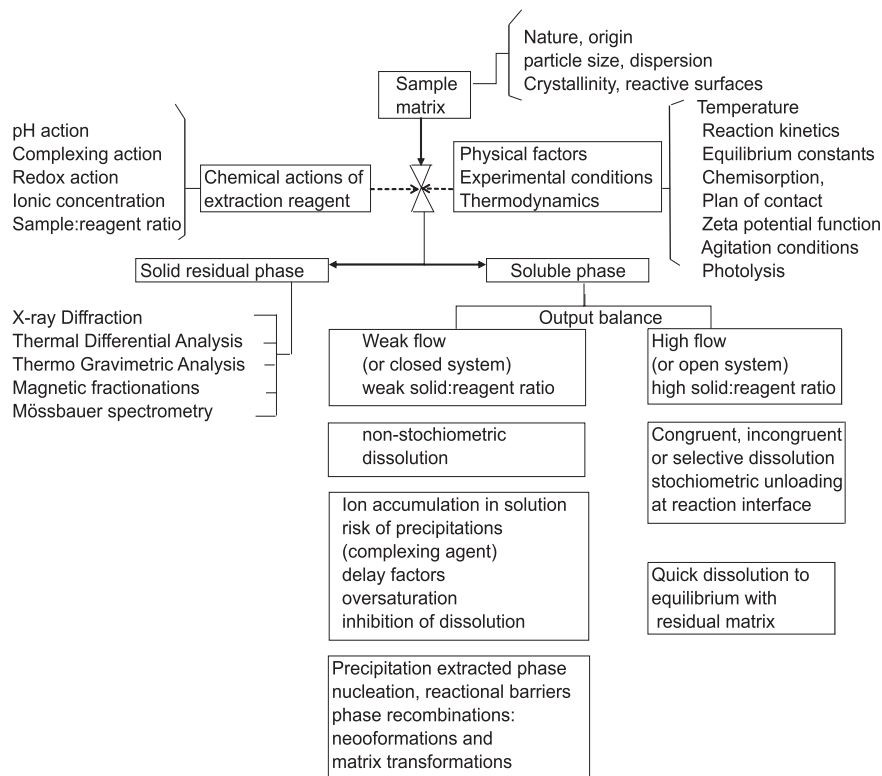 Nature, origin
particle size, dispersion
Crystallinity, reactive surfaces
Sample
matrix
pH action
Complexing action
Redox action
Ionic concentration
Sample:reagent ratio
Chemical actions of
extraction reagent
Physical factors
Experimental conditions
Thermodynamics
Temperature
Reaction kinetics
Equilibrium constants
Chemisorption,
Plan of contact
Zeta potential function
Agitation conditions
Photolysis
Solid residual phase
Soluble phase
X-ray Diffraction
Thermal Differential Analysis
Thermo Gravimetric Analysis
Magnetic fractionations
Mössbauer spectrometry
Output balance
Weak flow
(or closed system)
weak solid:reagent ratio
High flow
(or open system)
high solid:reagent ratio
non-stochiometric
dissolution
Congruent, incongruent
or selective dissolution
stochiometric unloading
at reaction interface
Ion accumulation in solution
risk of precipitations
(complexing agent)
delay factors
oversaturation
inhibition of dissolution
Quick dissolution to
equilibrium with
residual matrix
Precipitation extracted phase
nucleation, reactional barriers
phase recombinations:
neooformations and
matrix transformations